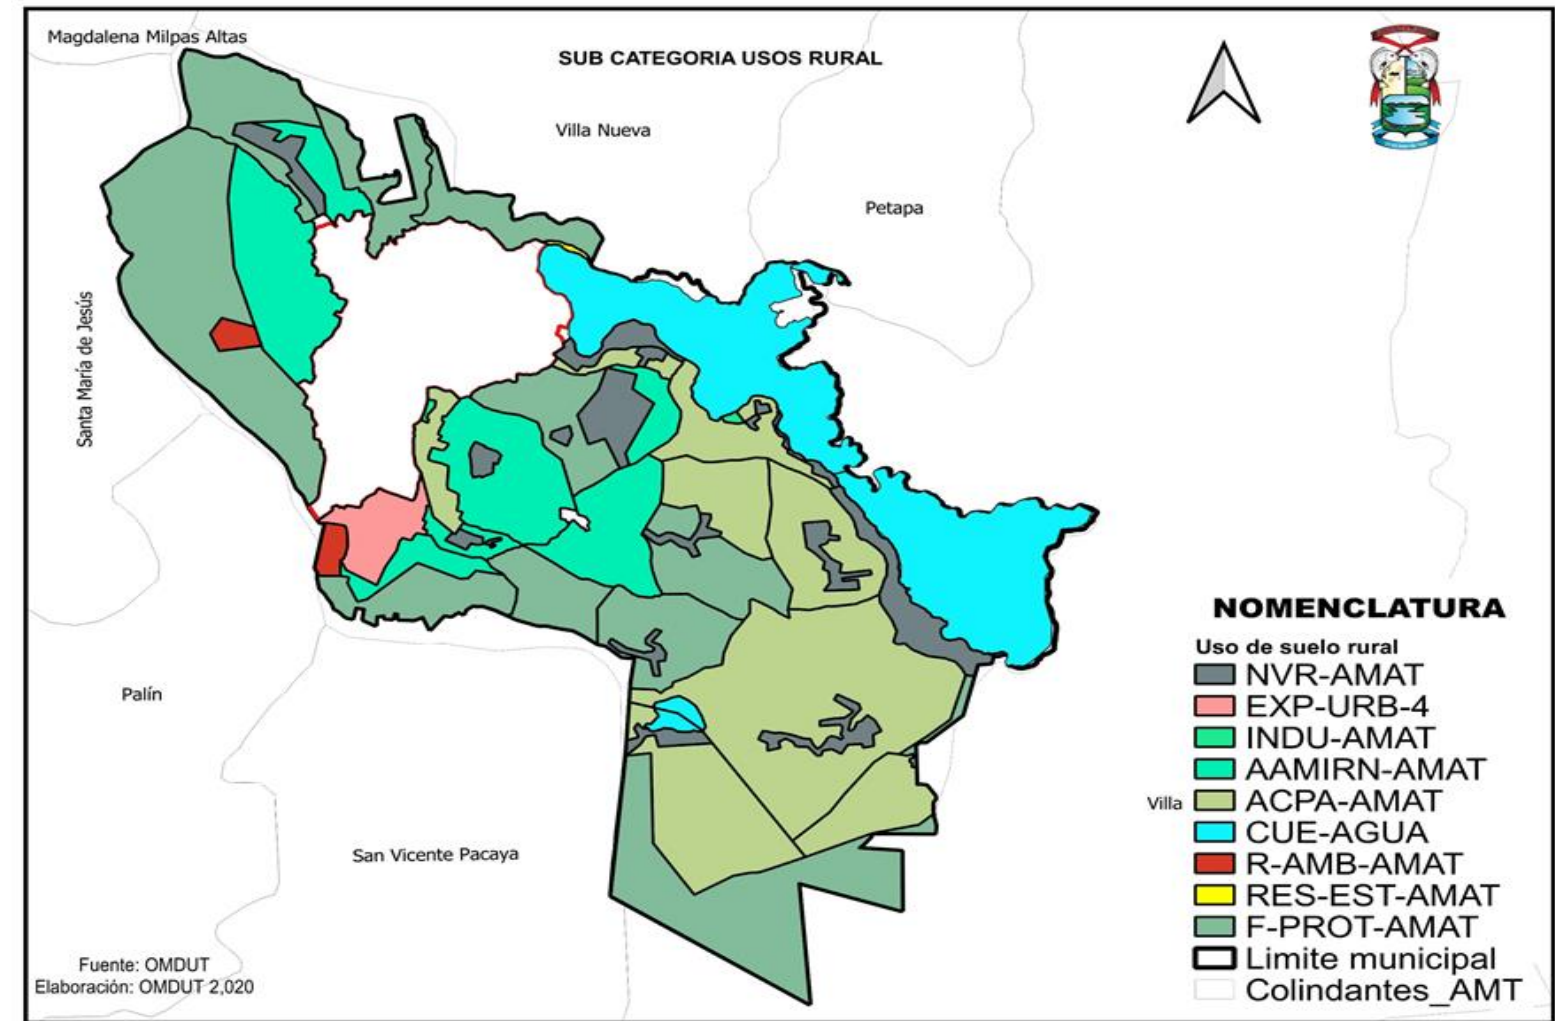 Magdalena Milpas Altas
SUB CATEGORIA USOS RURAL
Villa Nueva
Petapa
Santa María de Jesús
Palín
San Vicente Pacaya
Villa
NOMENCLATURA
Uso de suelo rural
NVR-AMAT
EXP-URB-4
INDU-AMAT
AAMIRN-AMAT
ACPA-AMAT
CUE-AGUA
R-AMB-AMAT
RES-EST-AMAT
F-PROT-AMAT
Limite municipal
Colindantes_AMT
Fuente: OMDUT
Elaboración: OMDUT 2,020